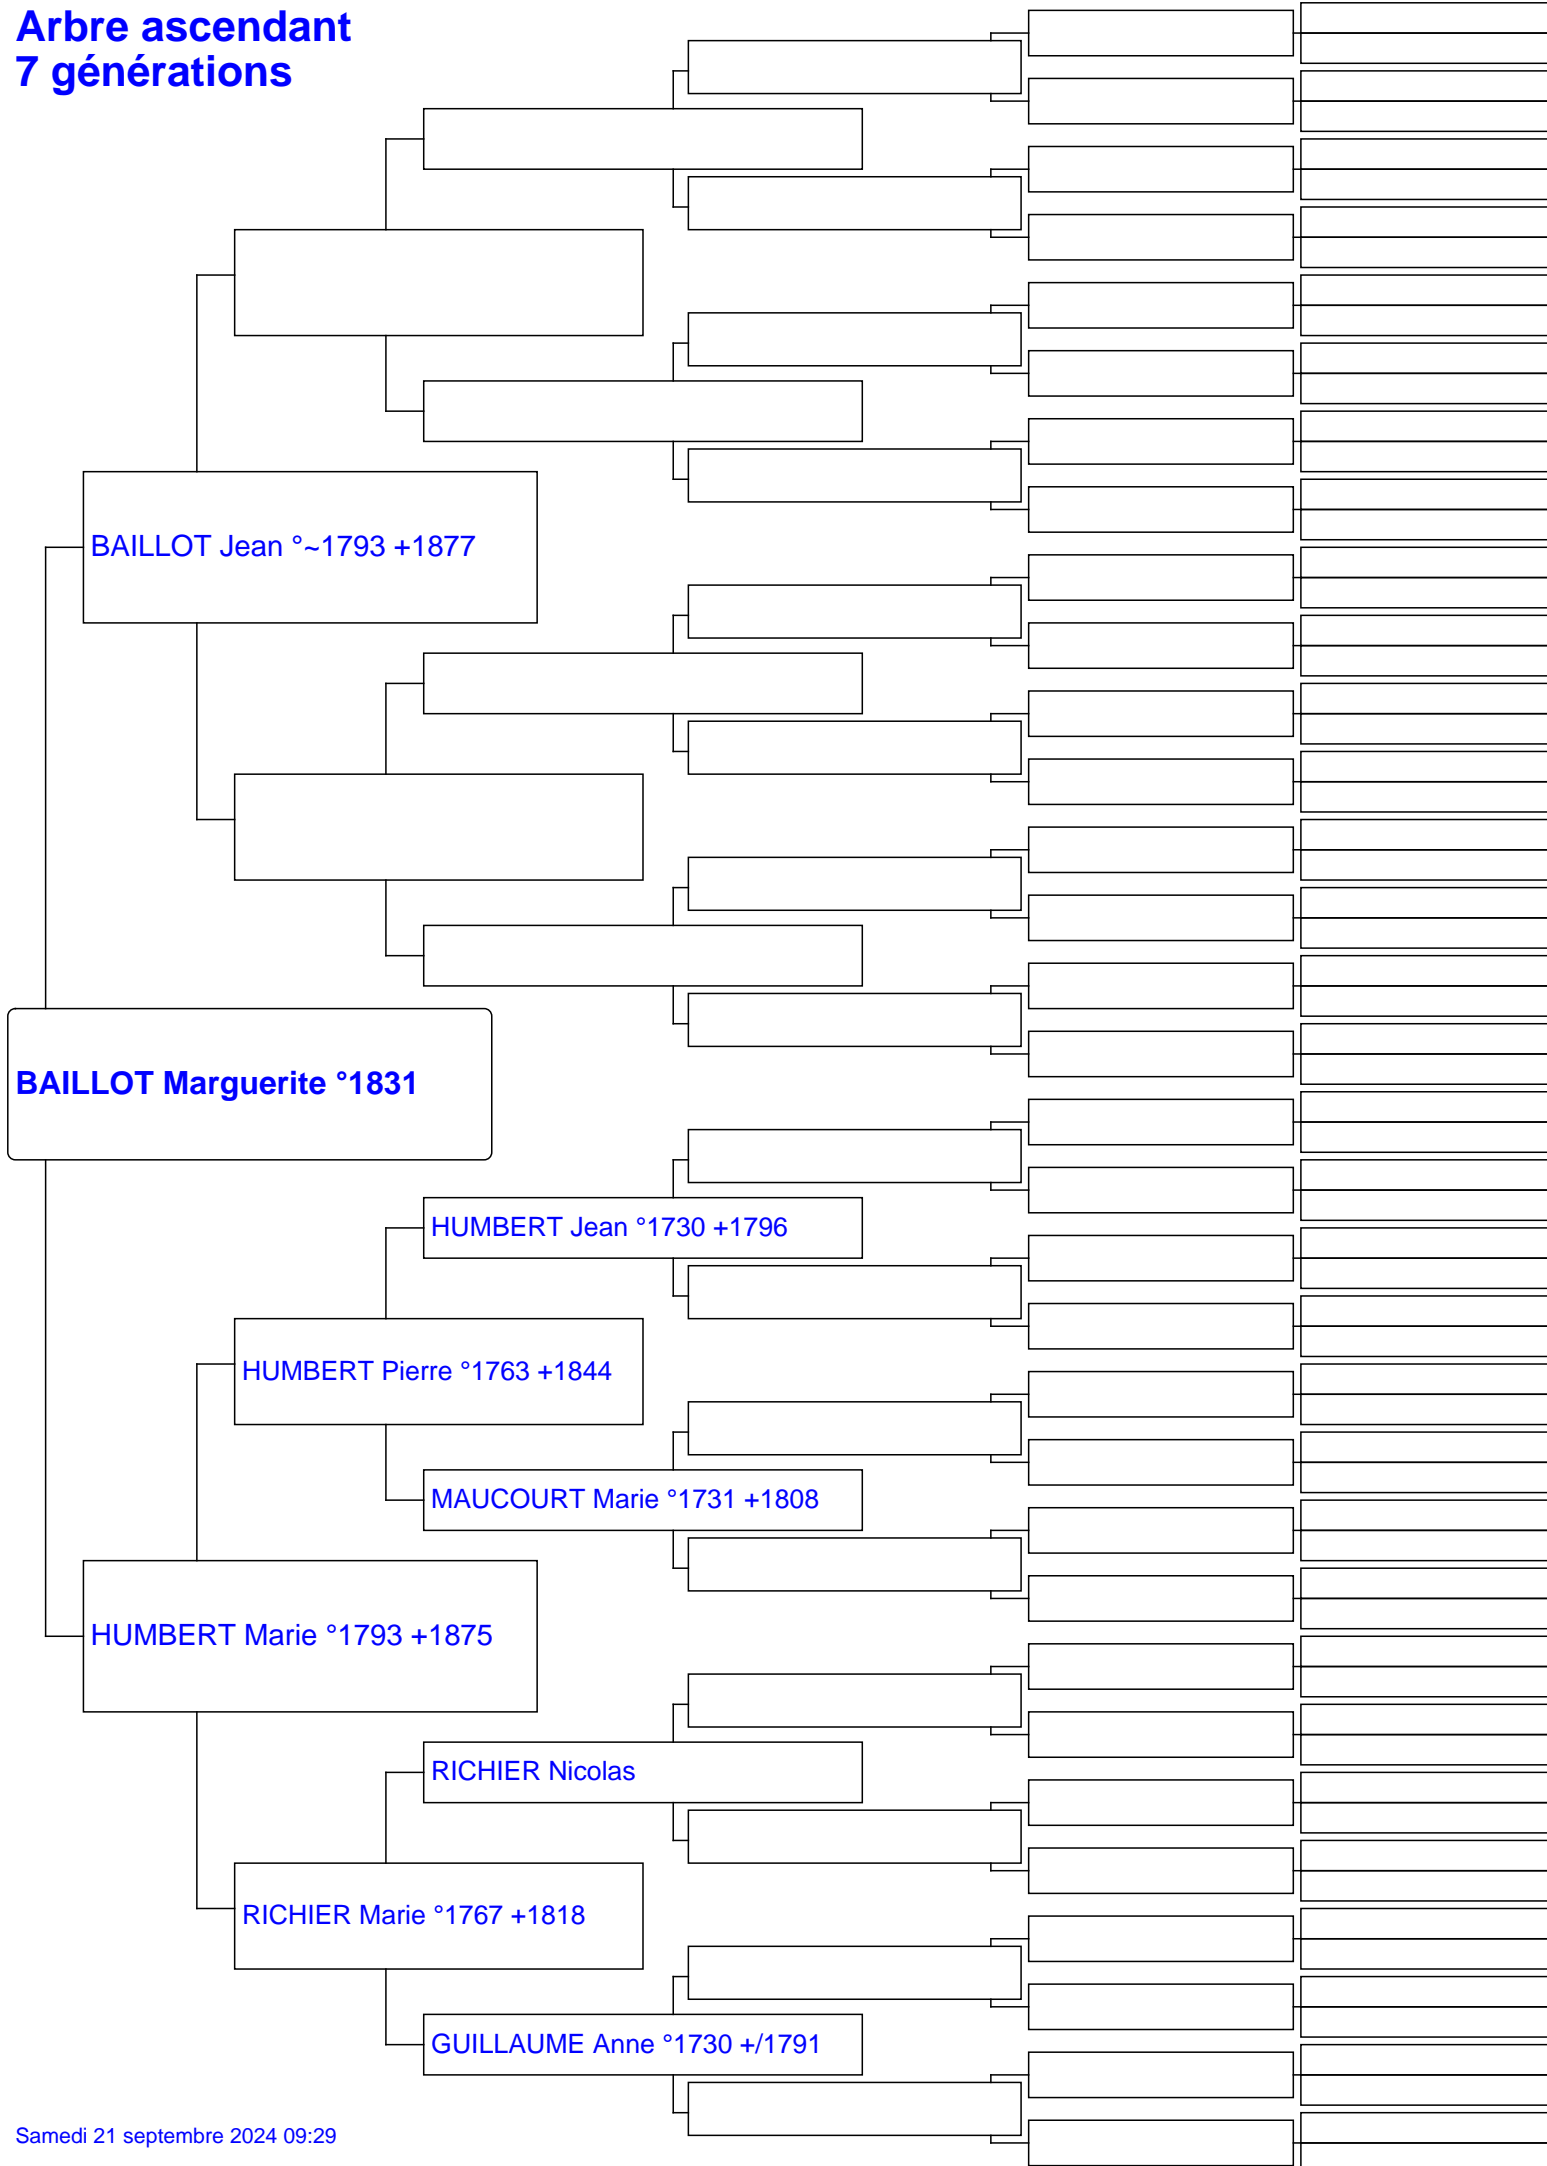 Arbre ascendant
7 générations
BAILLOT Jean °~1793 +1877
BAILLOT Marguerite °1831
HUMBERT Jean °1730 +1796
HUMBERT Pierre °1763 +1844
MAUCOURT Marie °1731 +1808
HUMBERT Marie °1793 +1875
RICHIER Nicolas
RICHIER Marie °1767 +1818
GUILLAUME Anne °1730 +/1791
Samedi 21 septembre 2024 09:29